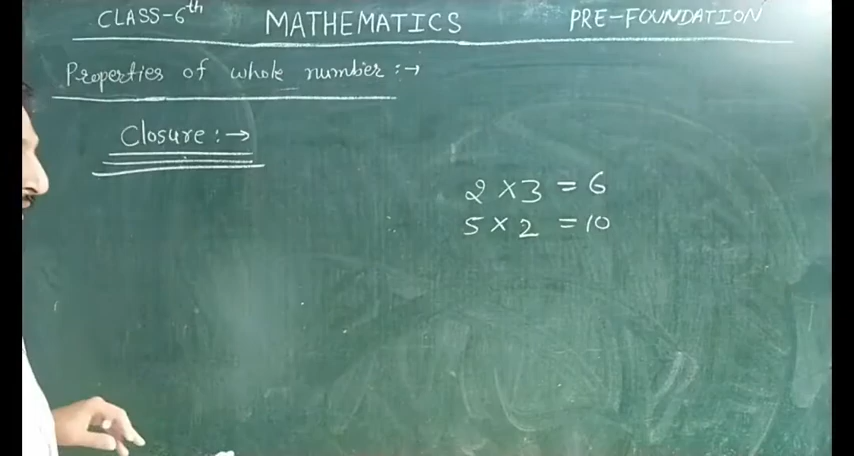 CLASS-6th MATHEMATICS PRE-FOUNDATION
Properties of whole number :→
Closure :→
2 × 3 = 6
5 × 2 = 10